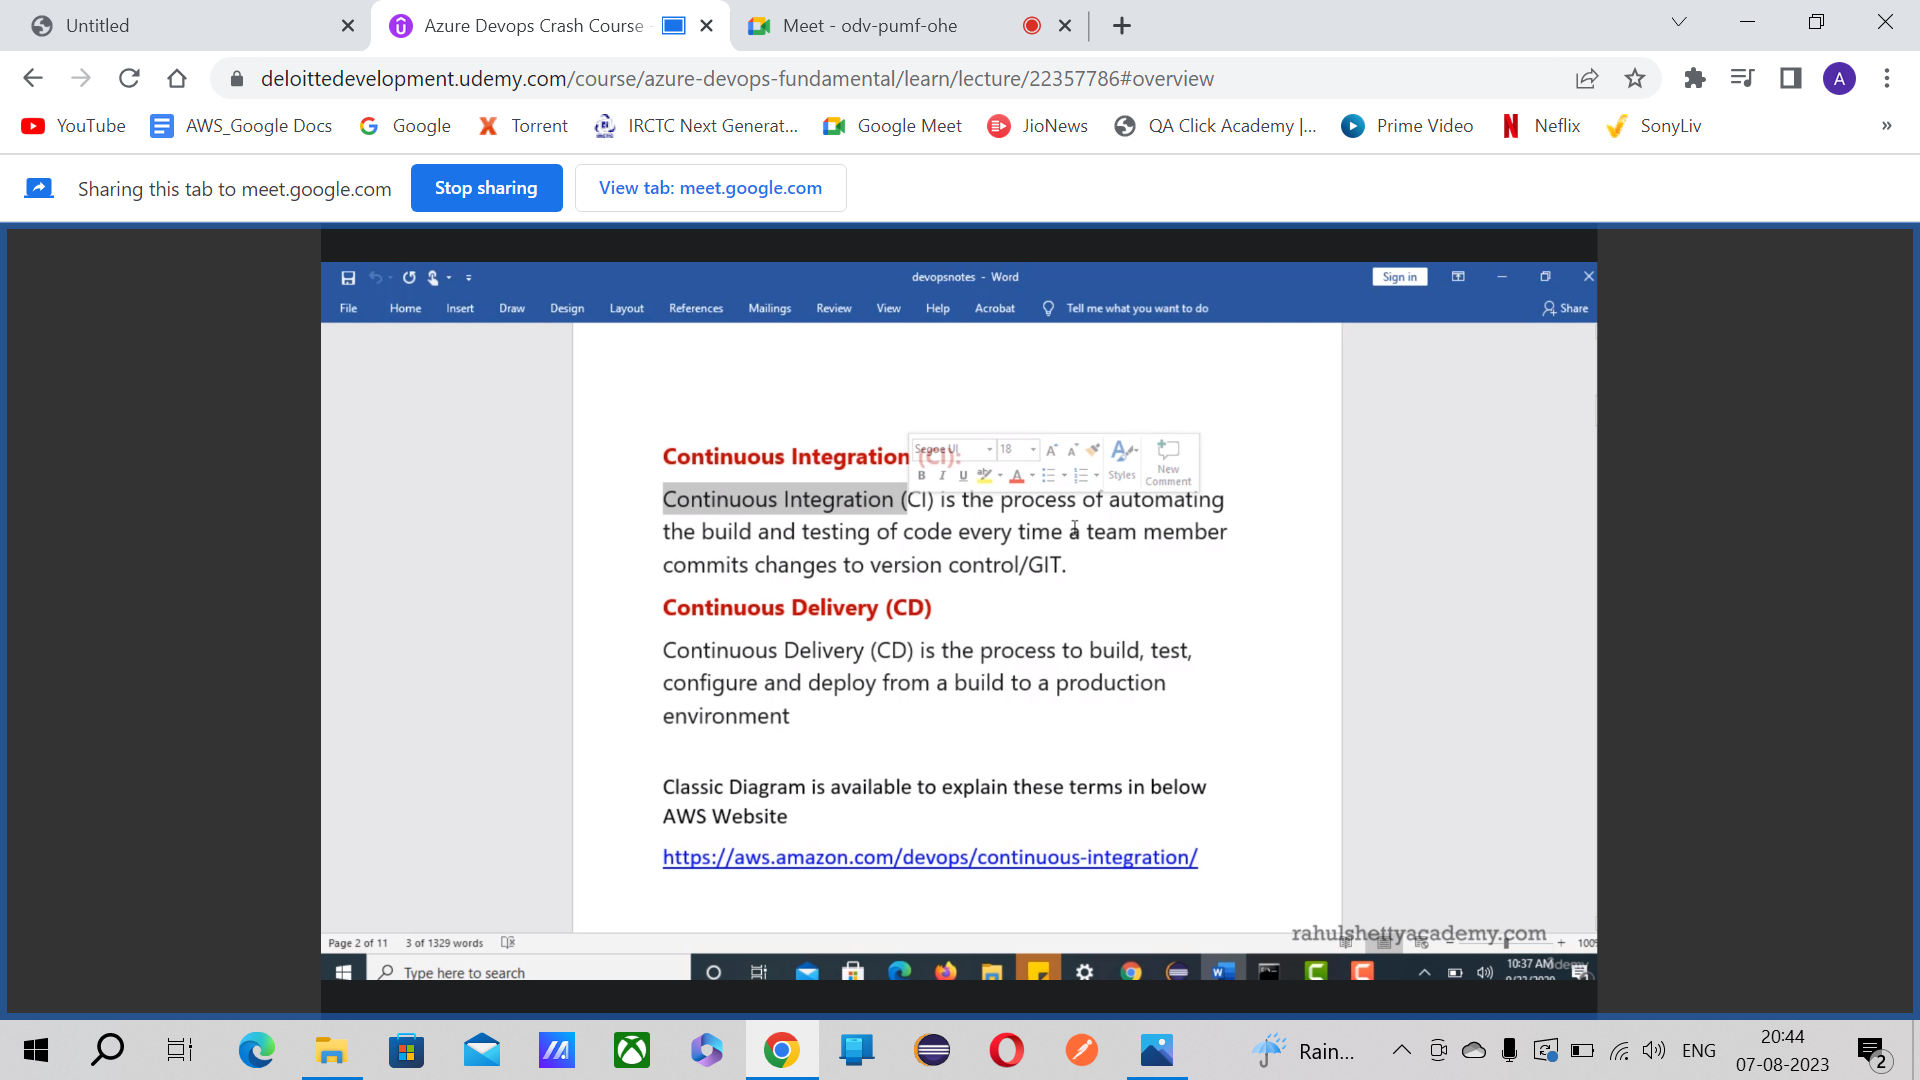 Untitled
Azure Devops Crash Course -
Meet - odv-pumf-ohe
deloittedevelopment.udemy.com/course/azure-devops-fundamental/learn/lecture/22357786#overview
A
YouTube AWS_Google Docs Google Torrent IRCTC Next Generat... Google Meet JioNews QA Click Academy |... Prime Video Neflix SonyLiv »
Sharing this tab to meet.google.com Stop sharing View tab: meet.google.com
devopsnotes - Word Sign in
File Home Insert Draw Design Layout References Mailings Review View Help Acrobat Tell me what you want to do Share
Continuous Integration (CI):
Segoe UI 18
B I U Styles New Comment
Continuous Integration (CI) is the process of automating
the build and testing of code every time a team member
commits changes to version control/GIT.
Continuous Delivery (CD)
Continuous Delivery (CD) is the process to build, test,
configure and deploy from a build to a production
environment
Classic Diagram is available to explain these terms in below
AWS Website
https://aws.amazon.com/devops/continuous-integration/
rahulshettyacademy.com
Page 2 of 11 3 of 1329 words 100%
Type here to search 10:37 AM
Rain... ENG 20:44
07-08-2023 2